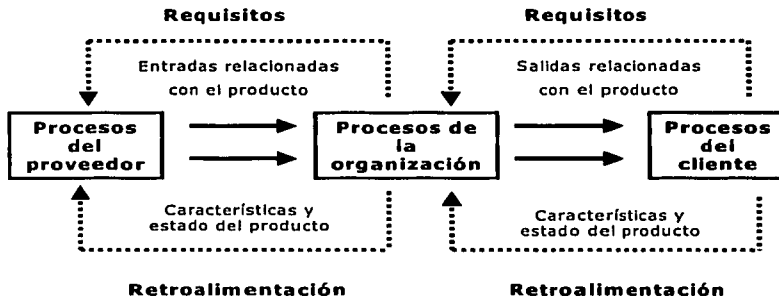 Requisitos
Requisitos
Entradas relacionadas
con el producto
Salidas relacionadas
con el producto
Procesos
del
proveedor
Procesos de
la
organización
Procesos
del
cliente
Características y
estado del producto
Características y
estado del producto
Retroalimentación
Retroalimentación